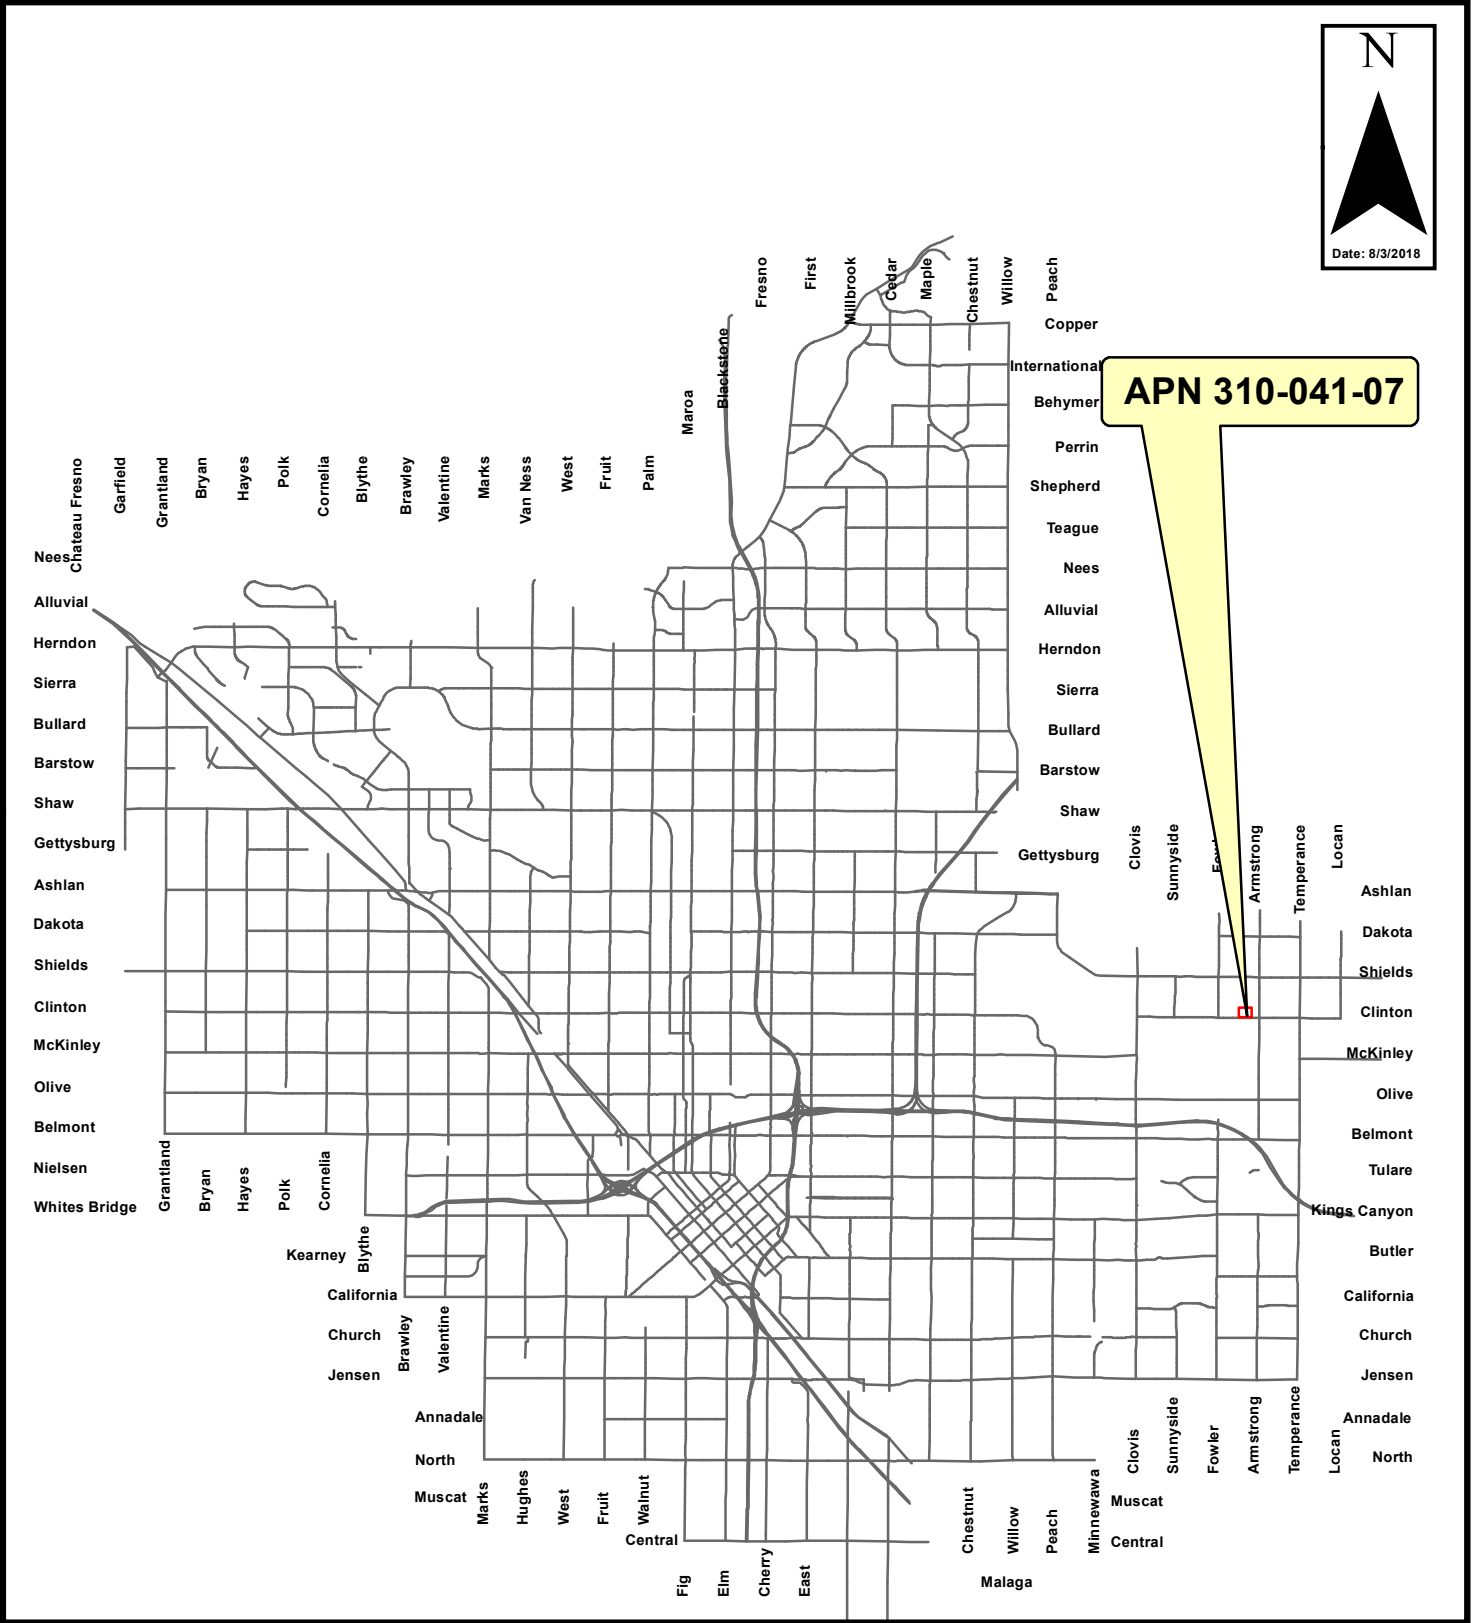 N
Date: 8/3/2018
Fresno
First
Millbrook
Cedar
Maple
Chestnut
Willow
Peach
Copper
Blackstone
International
APN 310-041-07
Maroa
Behymer
Perrin
Chateau Fresno
Garfield
Grantland
Bryan
Hayes
Polk
Cornelia
Blythe
Brawley
Valentine
Marks
Van Ness
West
Fruit
Palm
Shepherd
Teague
Nees
Nees
Alluvial
Alluvial
Herndon
Herndon
Sierra
Sierra
Bullard
Bullard
Barstow
Barstow
Shaw
Shaw
Gettysburg
Gettysburg
Clovis
Sunnyside
Armstrong
Temperance
Locan
Ashlan
Ashlan
Dakota
Dakota
Shields
Shields
Clinton
Clinton
McKinley
McKinley
Olive
Olive
Belmont
Belmont
Nielsen
Tulare
Whites Bridge
Grantland
Bryan
Hayes
Polk
Cornelia
Kings Canyon
Kearney
Blythe
Butler
California
California
Church
Brawley
Valentine
Church
Jensen
Jensen
Annadale
Annadale
North
Clovis
Sunnyside
Fowler
Armstrong
Temperance
Locan
North
Muscat
Marks
Hughes
West
Fruit
Walnut
Chestnut
Willow
Peach
Minnewawa
Muscat
Central
Central
Fig
Elm
Cherry
East
Malaga